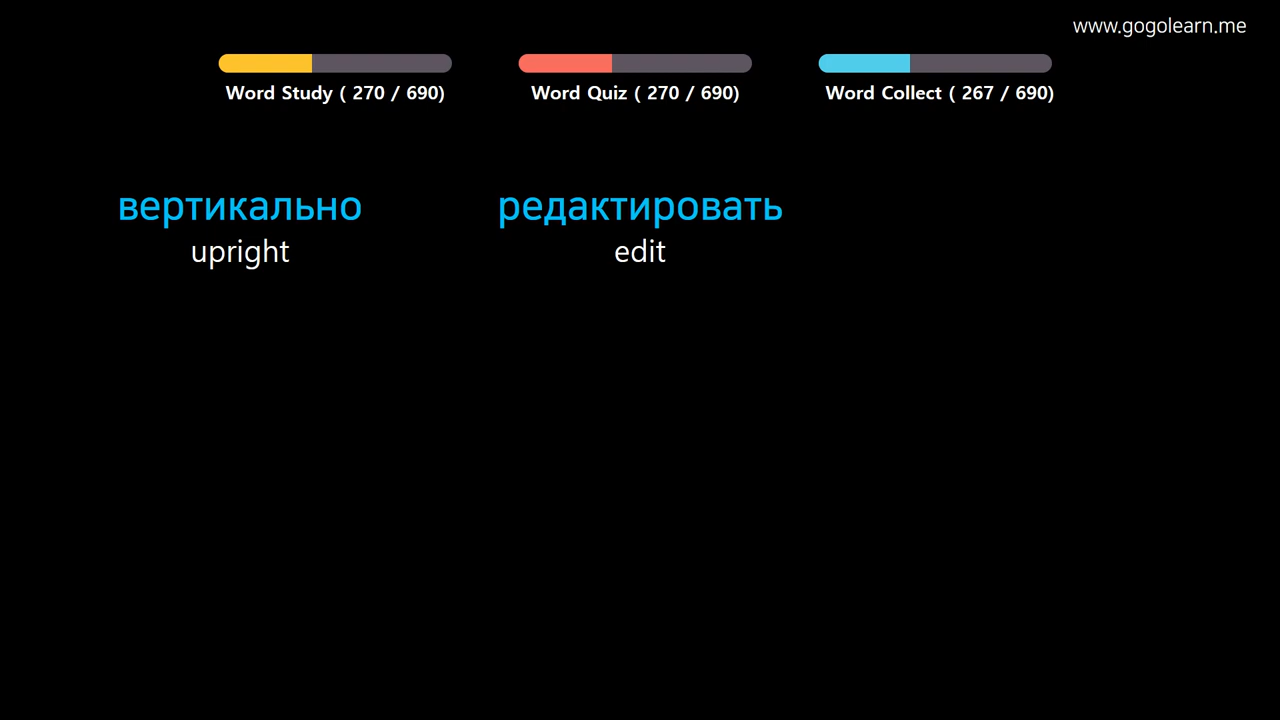 www.gogolearn.me
Word Study ( 270 / 690)
Word Quiz ( 270 / 690)
Word Collect ( 267 / 690)
вертикально
upright
редактировать
edit